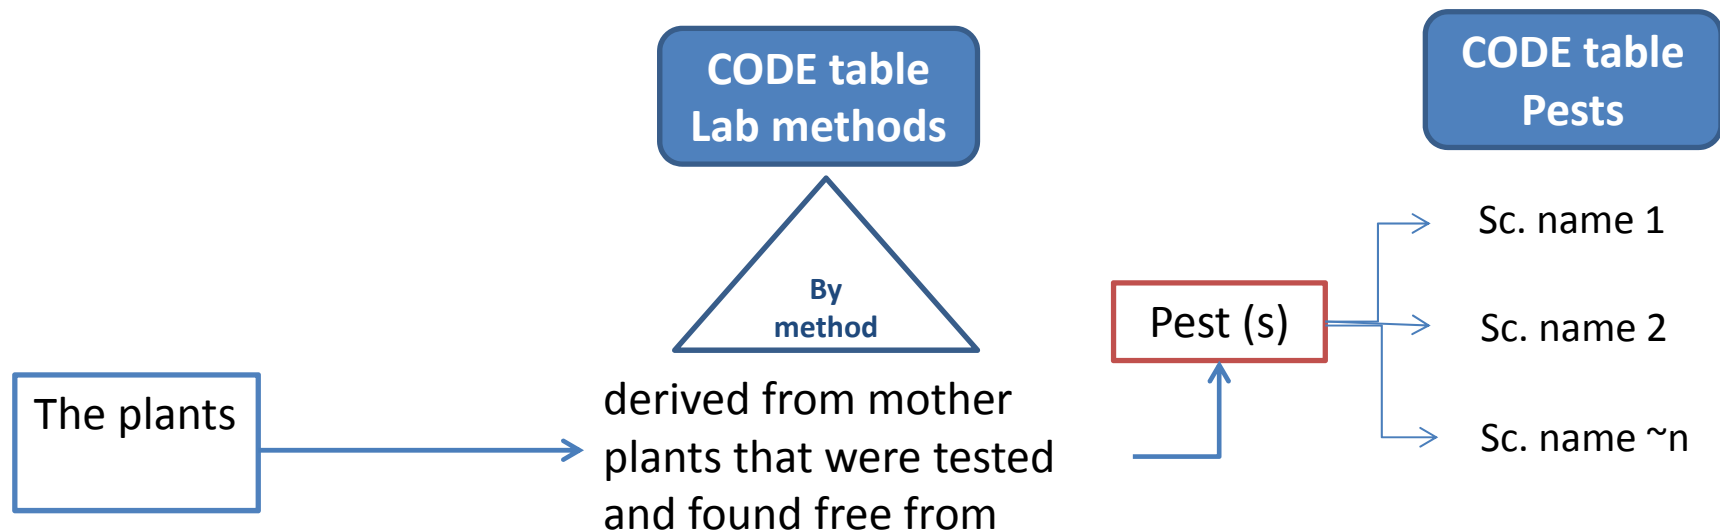 CODE table
Lab methods
CODE table
Pests
By
method
The plants
derived from mother
plants that were tested
and found free from
Pest (s)
Sc. name 1
Sc. name 2
Sc. name ~n